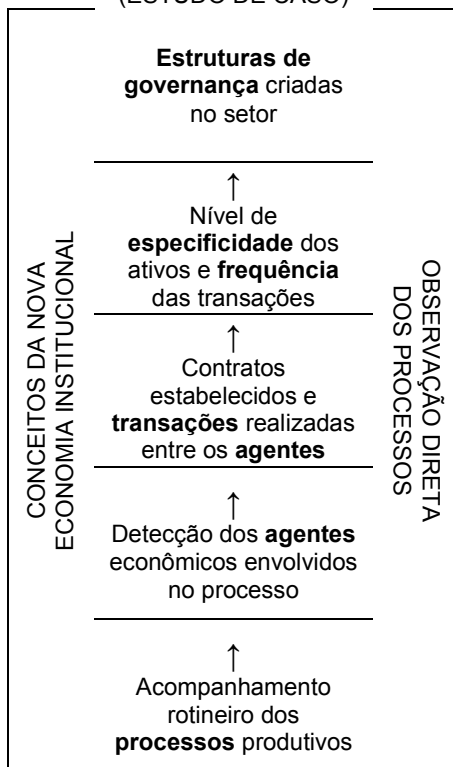 (ESTUDO DE CASO)
Estruturas de
governança criadas
no setor
↑
Nível de
especificidade dos
ativos e frequência
das transações
↑
Contratos
estabelecidos e
transações realizadas
entre os agentes
↑
Detecção dos agentes
econômicos envolvidos
no processo
↑
Acompanhamento
rotineiro dos
processos produtivos
CONCEITOS DA NOVA
ECONOMIA INSTITUCIONAL
OBSERVAÇÃO DIRETA
DOS PROCESSOS